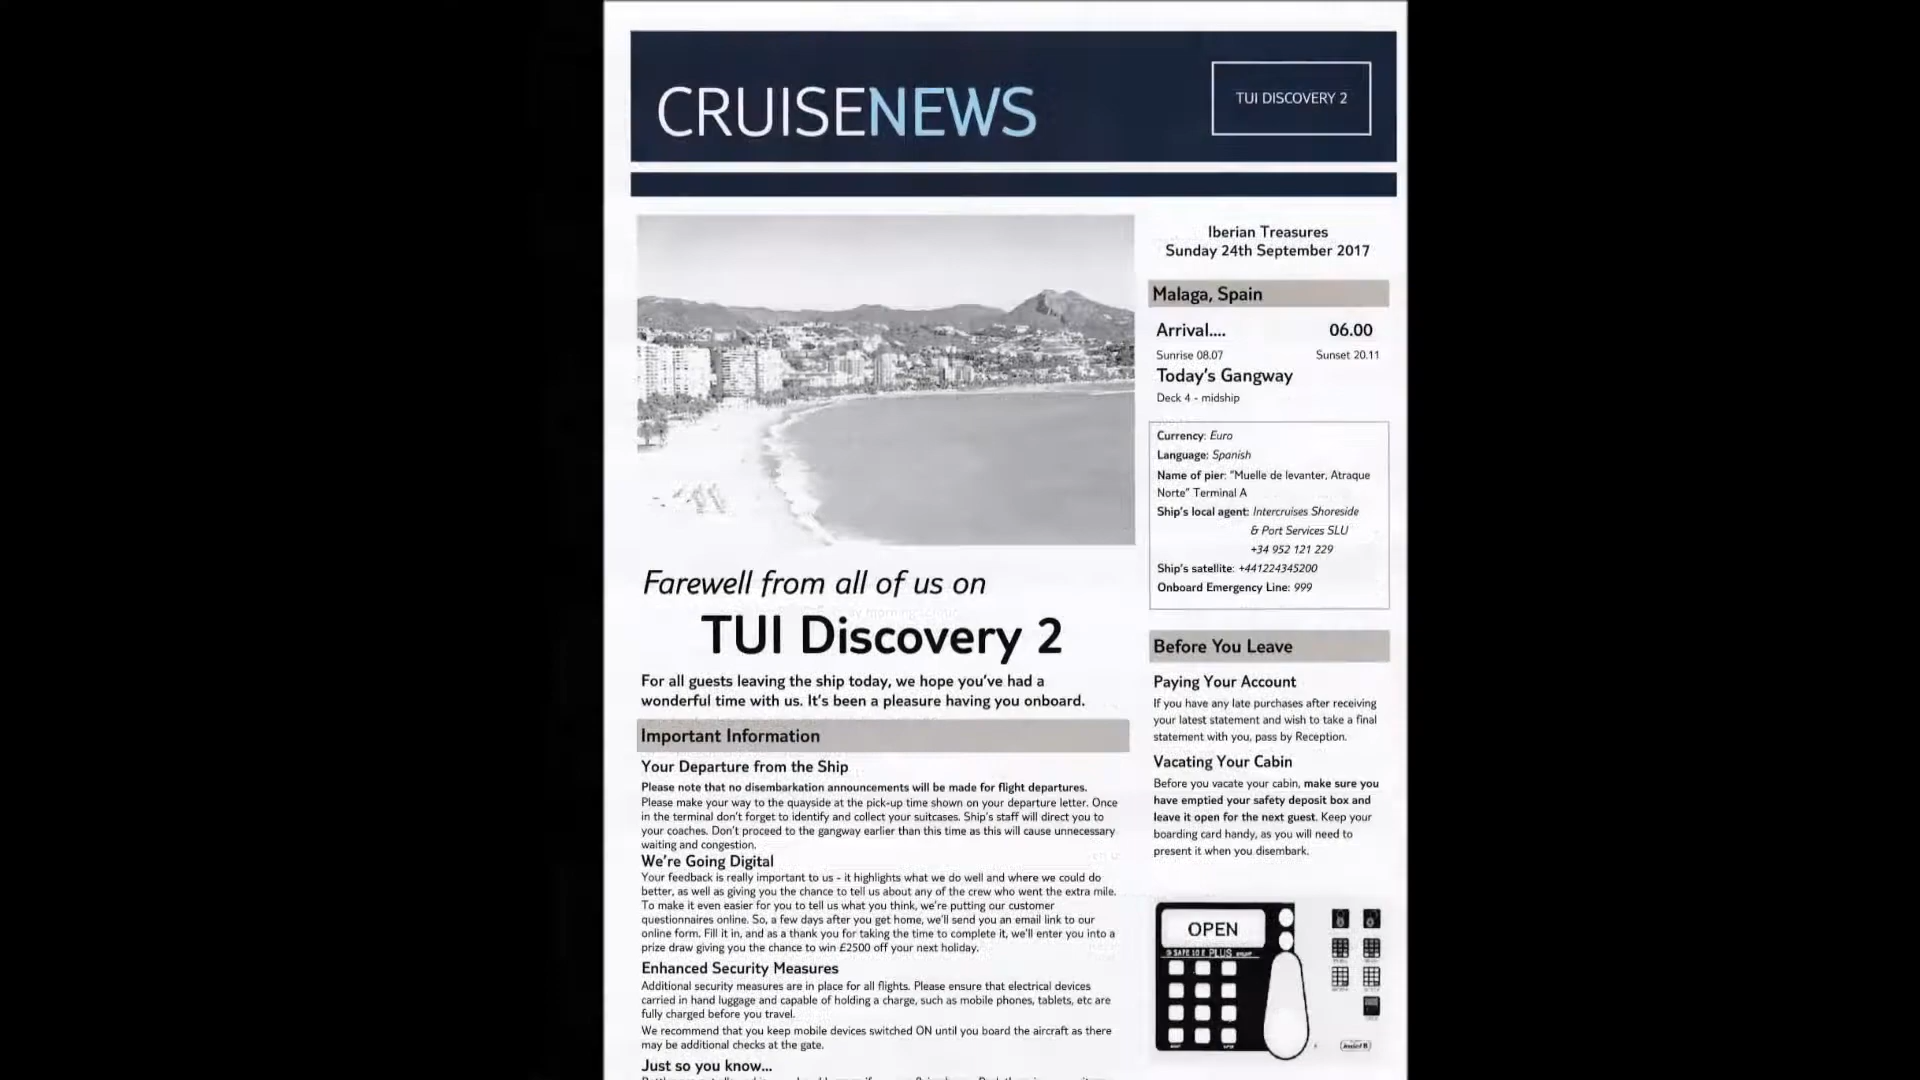 CRUISENEWS
TUI DISCOVERY 2
Iberian Treasures
Sunday 24th September 2017
Malaga, Spain
Arrival.... 06.00
Sunrise 08.07 Sunset 20.11
Today's Gangway
Deck 4 - midship
Currency: Euro
Language: Spanish
Name of pier: "Muelle de levanter, Atraque
Norte" Terminal A
Ship's local agent: Intercruises Shoreside
& Port Services SLU
+34 952 121 229
Ship's satellite: +441224345200
Onboard Emergency Line: 999
Farewell from all of us on
TUI Discovery 2
For all guests leaving the ship today, we hope you've had a
wonderful time with us. It's been a pleasure having you onboard.
Important Information
Your Departure from the Ship
Please note that no disembarkation announcements will be made for flight departures.
Please make your way to the quayside at the pick-up time shown on your departure letter. Once
in the terminal don't forget to identify and collect your suitcases. Ship's staff will direct you to
your coaches. Don't proceed to the gangway earlier than this time as this will cause unnecessary
waiting and congestion.
We're Going Digital
Your feedback is really important to us - it highlights what we do well and where we could do
better, as well as giving you the chance to tell us about any of the crew who went the extra mile.
To make it even easier for you to tell us what you think, we're putting our customer
questionnaires online. So, a few days after you get home, we'll send you an email link to our
online form. Fill it in, and as a thank you for taking the time to complete it, we'll enter you into a
prize draw giving you the chance to win £2500 off your next holiday.
Enhanced Security Measures
Additional security measures are in place for all flights. Please ensure that electrical devices
carried in hand luggage and capable of holding a charge, such as mobile phones, tablets, etc are
fully charged before you travel.
We recommend that you keep mobile devices switched ON until you board the aircraft as there
may be additional checks at the gate.
Just so you know...
Before You Leave
Paying Your Account
If you have any late purchases after receiving
your latest statement and wish to take a final
statement with you, pass by Reception.
Vacating Your Cabin
Before you vacate your cabin, make sure you
have emptied your safety deposit box and
leave it open for the next guest. Keep your
boarding card handy, as you will need to
present it when you disembark.
OPEN
PLUS